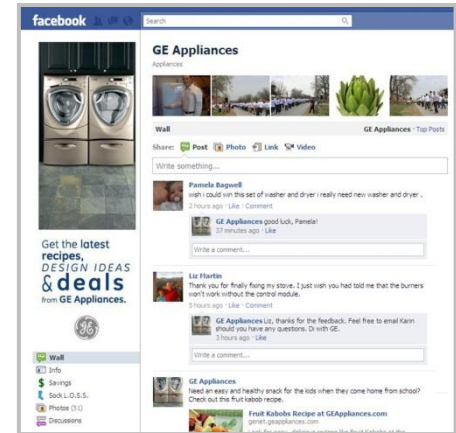 facebook
Search
GE Appliances
Appliances
Wall
GE Appliances · Top Posts
Share: Post Photo Link Video
Write something...
Pamela Bagwell
wish i could win this set of washer and dryer i really need new washer and dryer .
2 hours ago · Like · Comment
GE Appliances good luck, Pamela!
37 minutes ago · Like
Write a comment...
Get the latest
recipes,
DESIGN IDEAS
& deals
from GE Appliances.
Liz Martin
Thank you for finally fixing my stove. I just wish you had told me that the burners
won't work without the control module.
5 hours ago · Like · Comment
GE Appliances Liz, thanks for the feedback. Feel free to email Karin
should you have any questions. Di with GE.
3 hours ago · Like
Write a comment...
Wall
Info
Savings
Sock L.O.S.S.
Photos (51)
Discussions
GE Appliances
Need an easy and healthy snack for the kids when they come home from school?
Check out this fruit kabob recipe.
Fruit Kabobs Recipe at GEAppliances.com
genet.geappliances.com